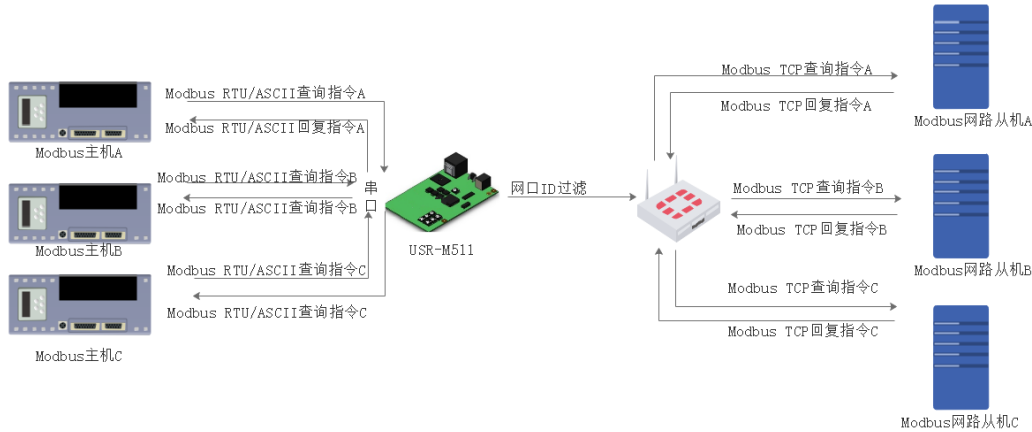 Modbus RTU/ASCII查询指令A
Modbus RTU/ASCII回复指令A
Modbus主机A
Modbus RTU/ASCII查询指令B
Modbus RTU/ASCII查询指令B
Modbus主机B
Modbus RTU/ASCII查询指令C
Modbus RTU/ASCII查询指令C
Modbus主机C
串
口
USR-M511
网口ID过滤
Modbus TCP查询指令A
Modbus TCP回复指令A
Modbus网路从机A
Modbus TCP查询指令B
Modbus TCP回复指令B
Modbus网路从机B
Modbus TCP查询指令C
Modbus TCP回复指令C
Modbus网路从机C